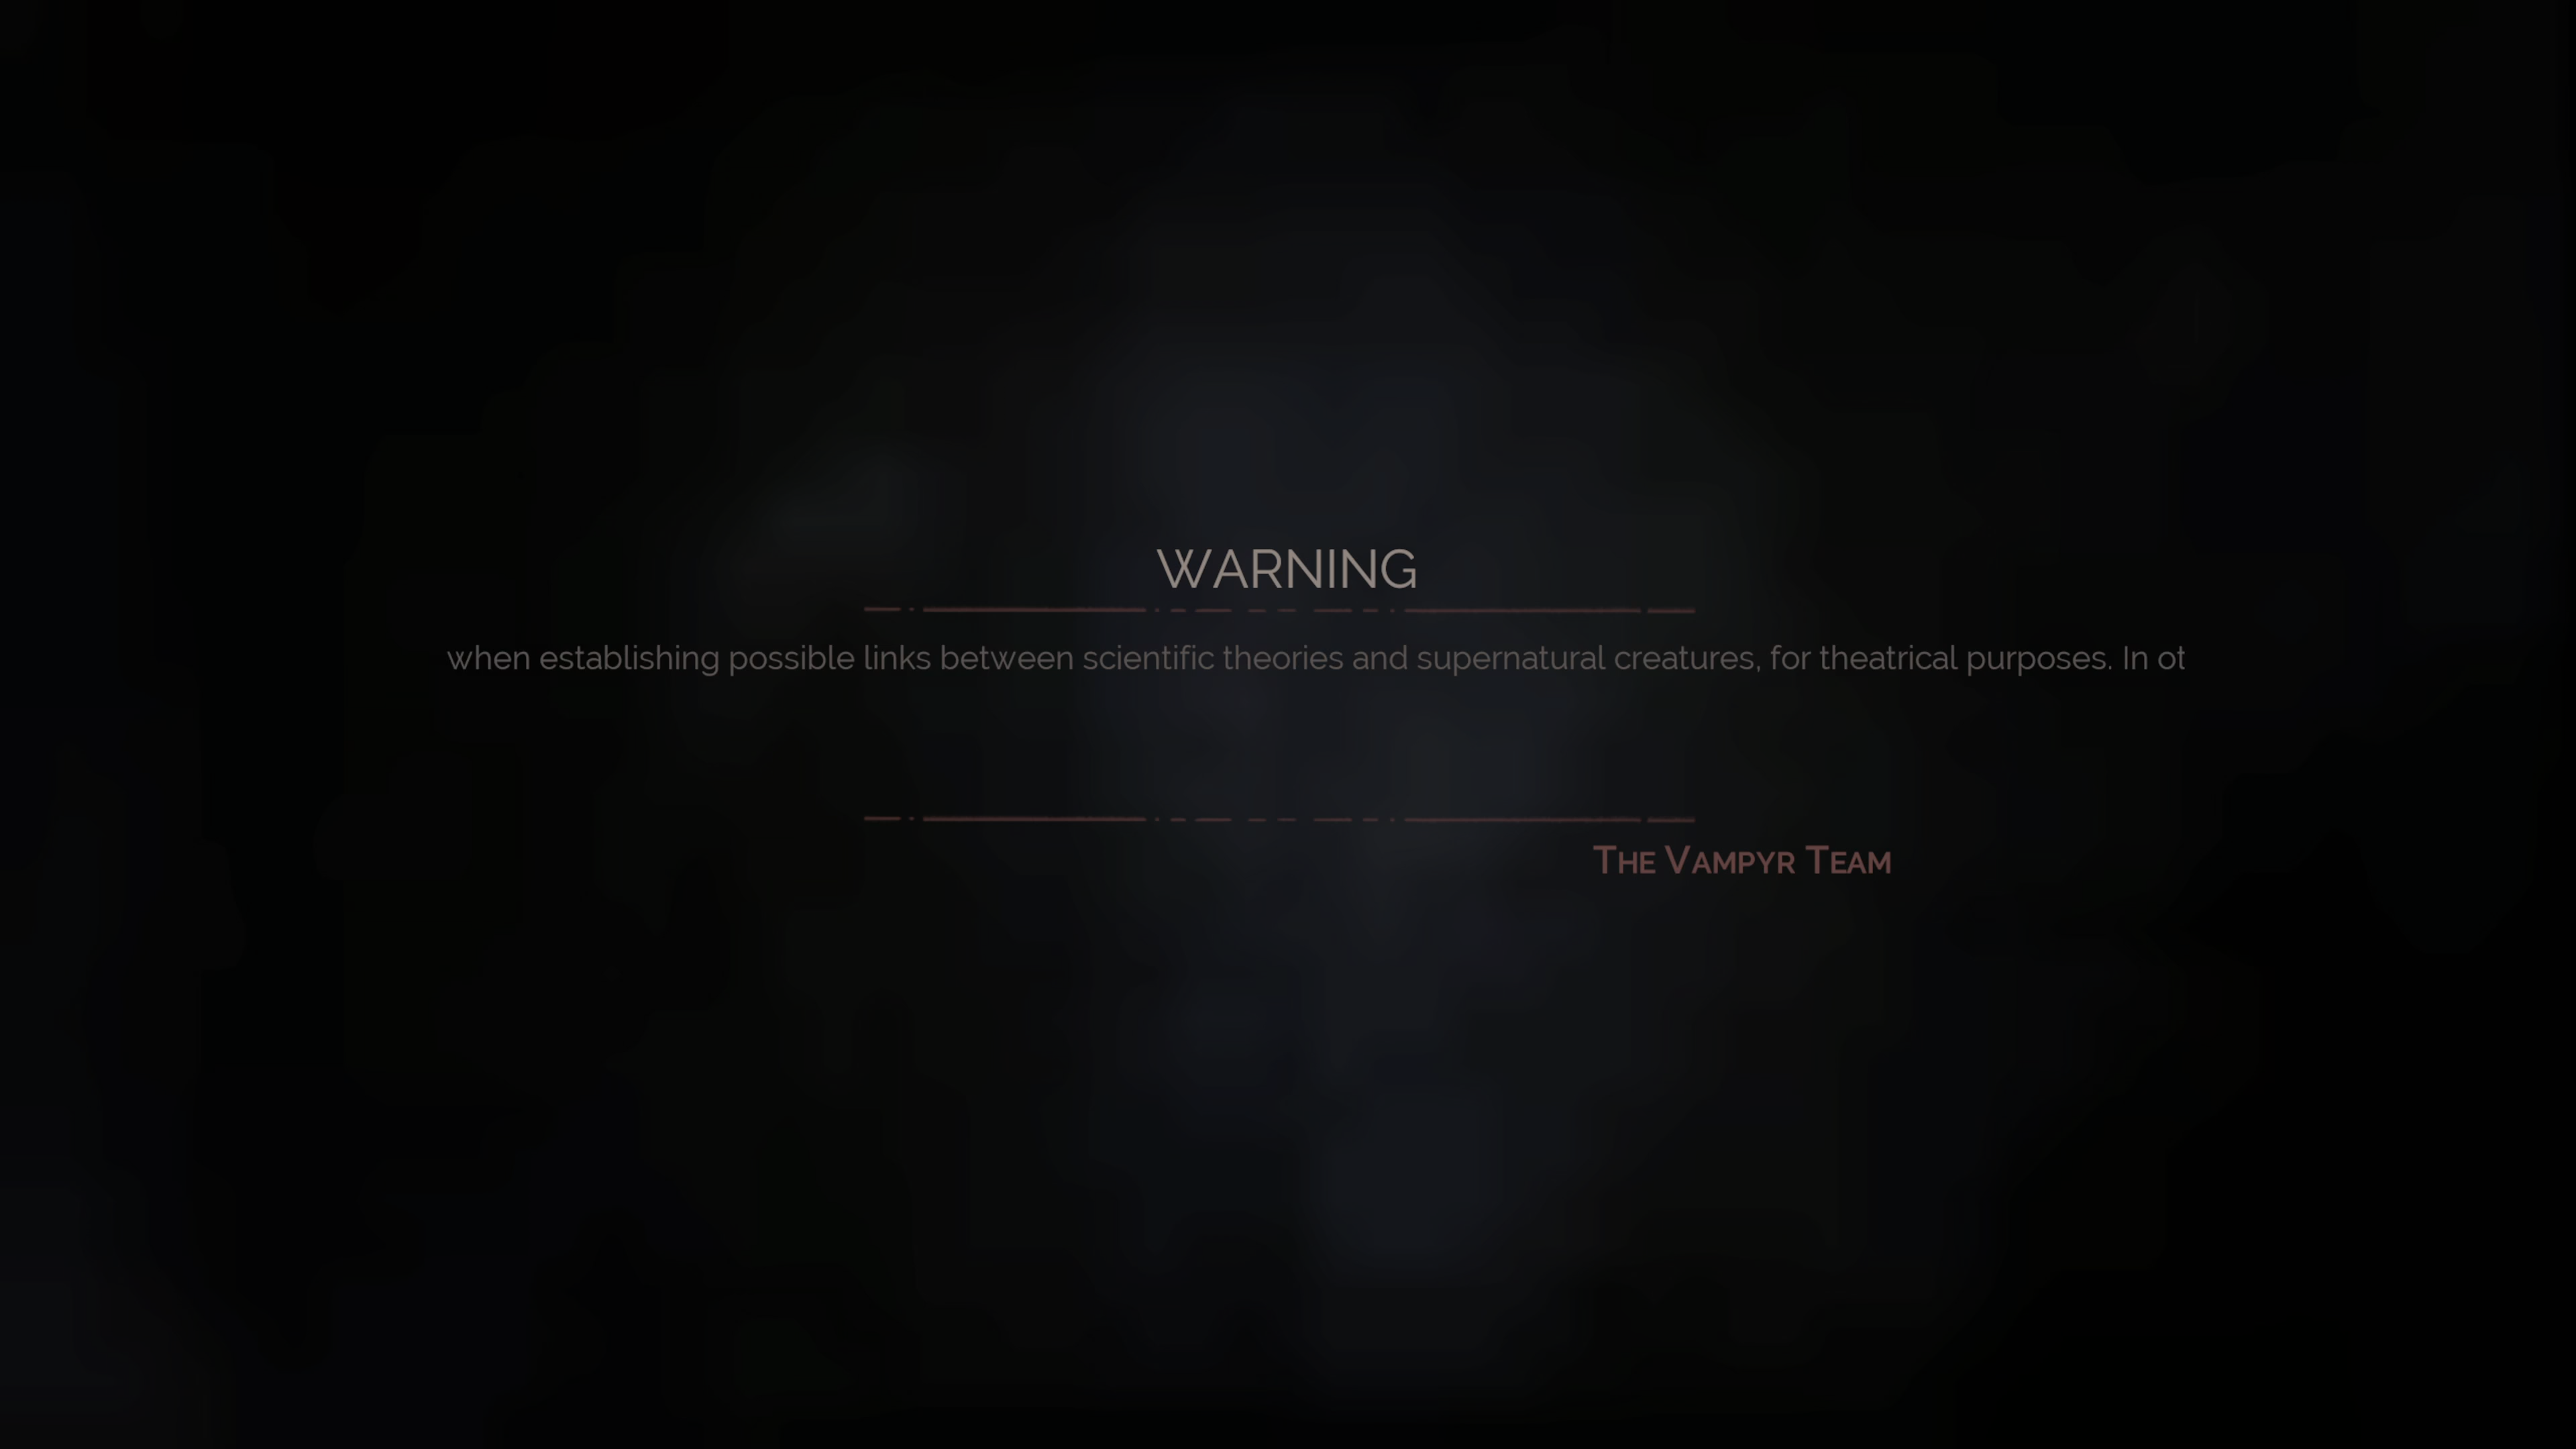 WARNING
when establishing possible links between scientific theories and supernatural creatures, for theatrical purposes. In ot
THE VAMPYR TEAM